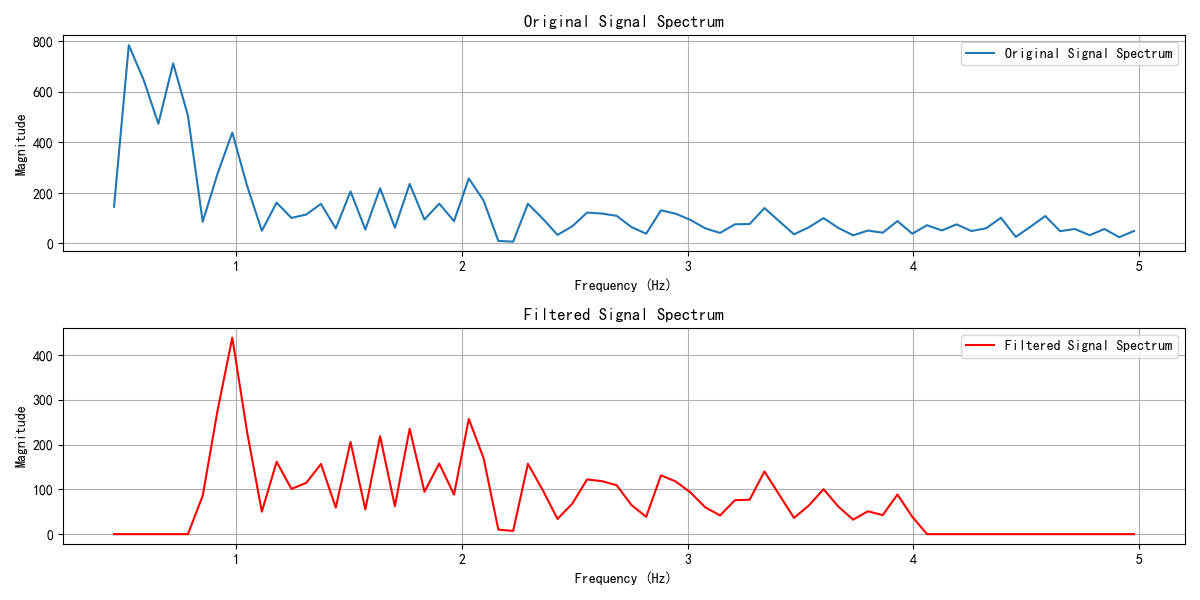 Original Signal Spectrum
800
600
400
200
0
Magnitude
Original Signal Spectrum
1 2 3 4 5
Frequency (Hz)
Filtered Signal Spectrum
400
300
200
100
0
Magnitude
Filtered Signal Spectrum
1 2 3 4 5
Frequency (Hz)